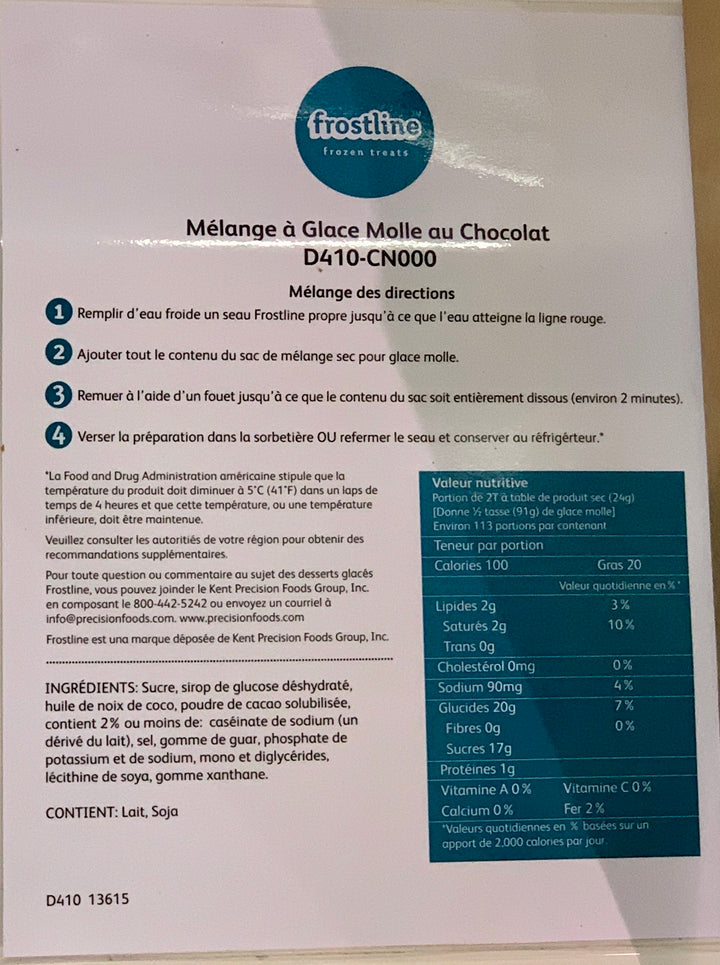 frostline
frozen treats
Mélange à Glace Molle au Chocolat
D410-CN000
Mélange des directions
1 Remplir d'eau froide un seau Frostline propre jusqu'à ce que l'eau atteigne la ligne rouge.
2 Ajouter tout le contenu du sac de mélange sec pour glace molle.
3 Remuer à l'aide d'un fouet jusqu'à ce que le contenu du sac soit entièrement dissous (environ 2 minutes).
4 Verser la préparation dans la sorbetière OU refermer le seau et conserver au réfrigérteur.*
*La Food and Drug Administration américaine stipule que la
température du produit doit diminuer à 5°C (41°F) dans un laps de
temps de 4 heures et que cette température, ou une température
inférieure, doit être maintenue.
Veuillez consulter les autoritiés de votre région pour obtenir des
recommandations supplémentaires.
Pour toute question ou commentaire au sujet des desserts glacés
Frostline, vous pouvez joinder le Kent Precision Foods Group, Inc.
en composant le 800-442-5242 ou envoyez un courriel à
info@precisionfoods.com. www.precisionfoods.com
Frostline est una marque déposée de Kent Precision Foods Group, Inc.
INGRÉDIENTS: Sucre, sirop de glucose déshydraté,
huile de noix de coco, poudre de cacao solubilisée,
contient 2% ou moins de: caséinate de sodium (un
dérivé du lait), sel, gomme de guar, phosphate de
potassium et de sodium, mono et diglycérides,
lécithine de soya, gomme xanthane.
CONTIENT: Lait, Soja
D410 13615
Valeur nutritive
Portion de 2T à table de produit sec (24g)
[Donne ½ tasse (91g) de glace molle]
Environ 113 portions par contenant
Teneur par portion
Calories 100 Gras 20
Valeur quotidienne en %*
Lipides 2g 3%
Saturés 2g 10%
Trans 0g
Cholestérol 0mg 0%
Sodium 90mg 4%
Glucides 20g 7%
Fibres 0g 0%
Sucres 17g
Protéines 1g
Vitamine A 0% Vitamine C 0%
Calcium 0% Fer 2%
*Valeurs quotidiennes en % basées sur un
apport de 2,000 calories par jour.